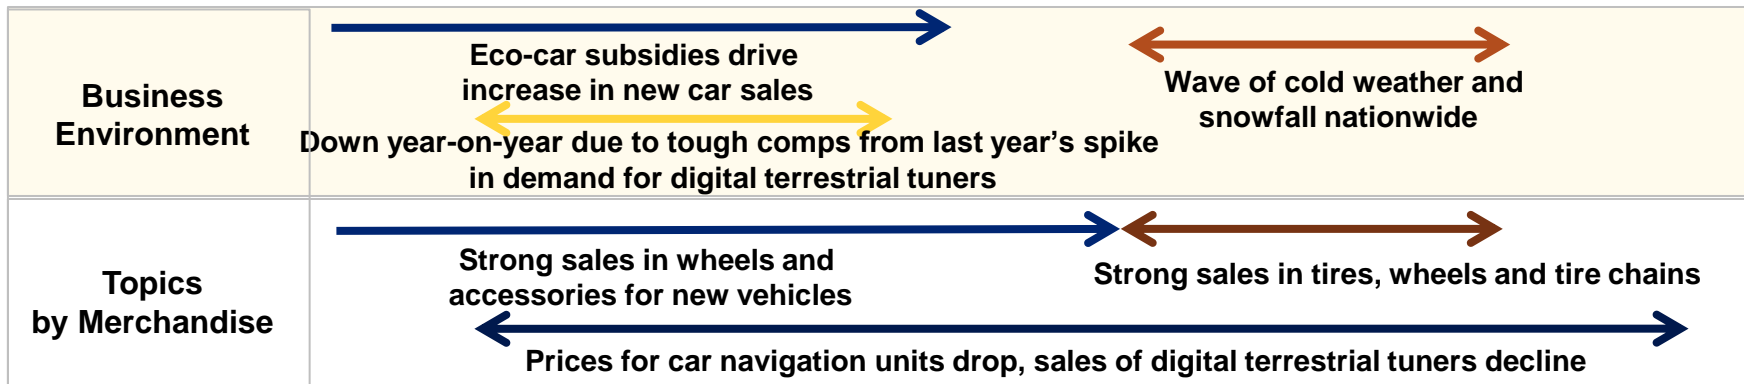 Business
Environment
Eco-car subsidies drive
increase in new car sales
Down year-on-year due to tough comps from last year’s spike
in demand for digital terrestrial tuners
Wave of cold weather and
snowfall nationwide
Topics
by Merchandise
Strong sales in wheels and
accessories for new vehicles
Strong sales in tires, wheels and tire chains
Prices for car navigation units drop, sales of digital terrestrial tuners decline